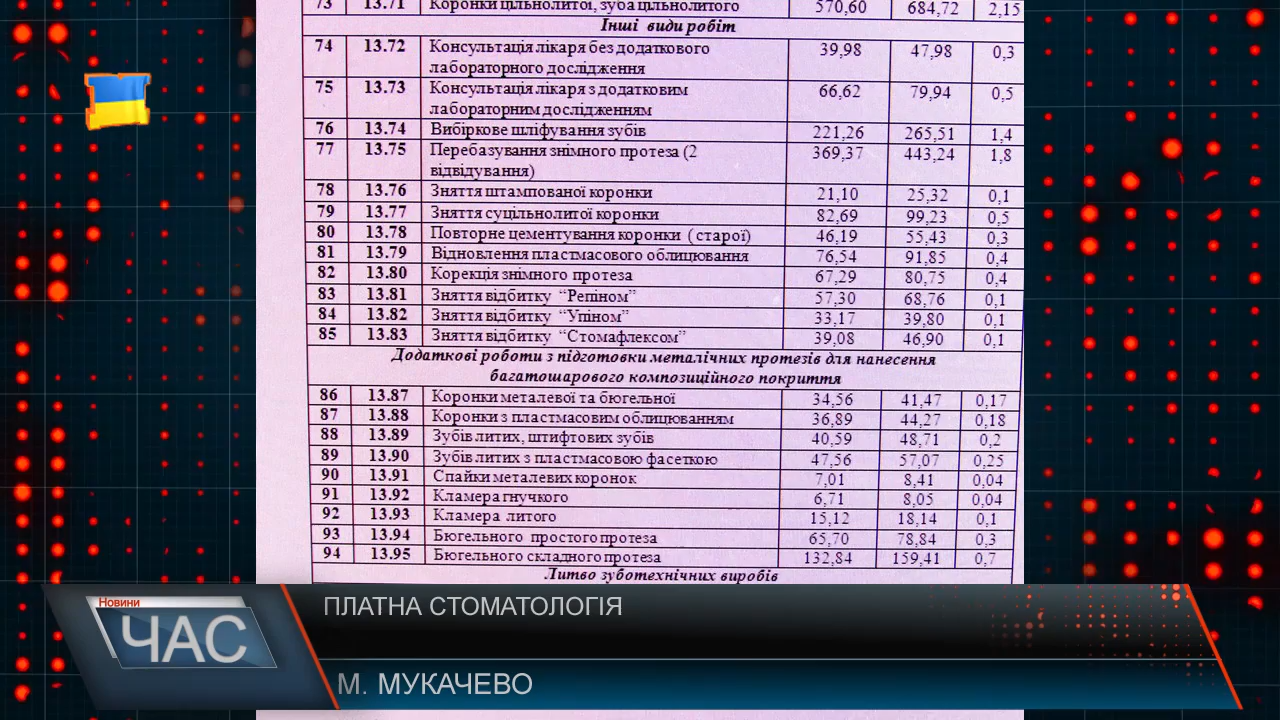 73 13.71 Коронки цільнолитої, зуба цільнолитого 570,60 684,72 2,15
Інші види робіт
74 13.72 Консультація лікаря без додаткового 39,98 47,98 0,3
лабораторного дослідження
75 13.73 Консультація лікаря з додатковим 66,62 79,94 0,5
лабораторним дослідженням
76 13.74 Вибіркове шліфування зубів 221,26 265,51 1,4
77 13.75 Перебазування знімного протеза (2 369,37 443,24 1,8
відвідування)
78 13.76 Зняття штампованої коронки 21,10 25,32 0,1
79 13.77 Зняття суцільнолитої коронки 82,69 99,23 0,5
80 13.78 Повторне цементування коронки ( старої) 46,19 55,43 0,3
81 13.79 Відновлення пластмасового облицювання 76,54 91,85 0,4
82 13.80 Корекція знімного протеза 67,29 80,75 0,4
83 13.81 Зняття відбитку “Репіном” 57,30 68,76 0,1
84 13.82 Зняття відбитку “Упіном” 33,17 39,80 0,1
85 13.83 Зняття відбитку “Стомафлексом” 39,08 46,90 0,1
Додаткові роботи з підготовки металічних протезів для нанесення
багатошарового композиційного покриття
86 13.87 Коронки металевої та бюгельної 34,56 41,47 0,17
87 13.88 Коронки з пластмасовим облицюванням 36,89 44,27 0,18
88 13.89 Зубів литих, штифтових зубів 40,59 48,71 0,2
89 13.90 Зубів литих з пластмасовою фасеткою 47,56 57,07 0,25
90 13.91 Спайки металевих коронок 7,01 8,41 0,04
91 13.92 Кламера гнучкого 6,71 8,05 0,04
92 13.93 Кламера литого 15,12 18,14 0,1
93 13.94 Бюгельного простого протеза 65,70 78,84 0,3
94 13.95 Бюгельного складного протеза 132,84 159,41 0,7
Литво зуботехнічних виробів
Новини
ЧАС
ПЛАТНА СТОМАТОЛОГІЯ
М. МУКАЧЕВО